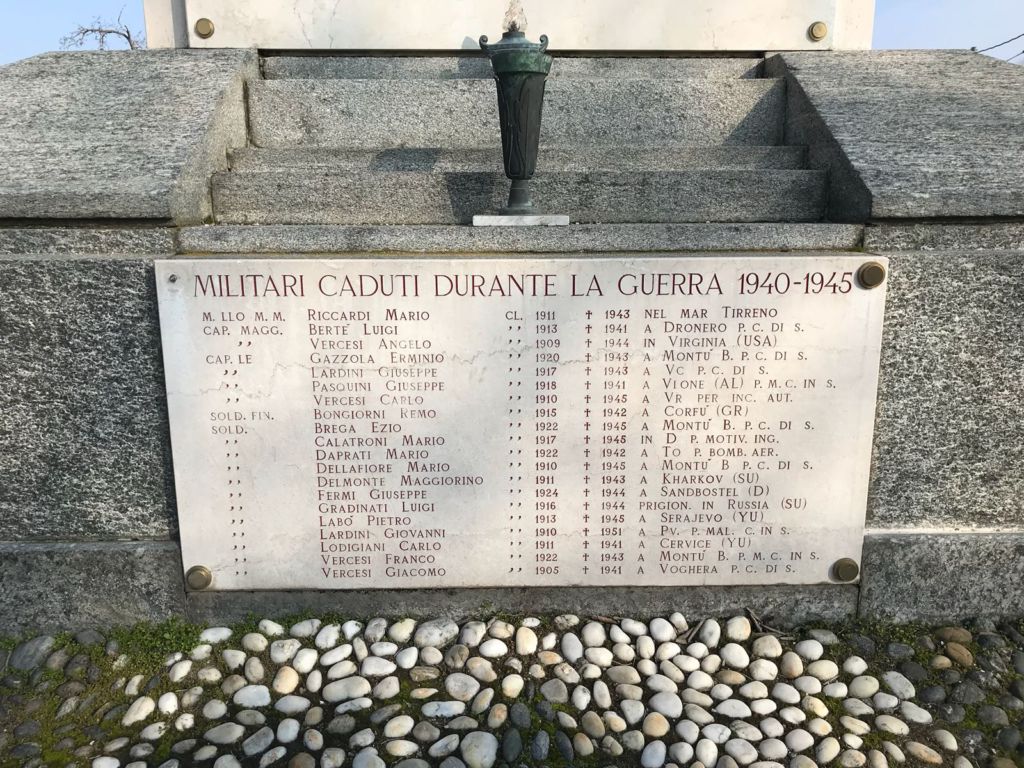 MILITARI CADUTI DURANTE LA GUERRA 1940-1945
M. LLO M. M. RICCARDI MARIO CL. 1911 ✝ 1943 NEL MAR TIRRENO
CAP. MAGG. BERTE' LUIGI ,, 1913 ✝ 1941 A DRONERO P. C. DI S.
,, VERCESI ANGELO ,, 1909 ✝ 1944 IN VIRGINIA (USA)
CAP. LE GAZZOLA ERMINIO ,, 1920 ✝ 1943 A MONTU' B. P. C. DI S.
,, LARDINI GIUSEPPE ,, 1917 ✝ 1943 A VC P. C. DI S.
,, PASQUINI GIUSEPPE ,, 1918 ✝ 1941 A VIONE (AL) P. M. C. IN S.
,, VERCESI CARLO ,, 1910 ✝ 1945 A VR PER INC. AUT.
SOLD. FIN. BONGIORNI REMO ,, 1915 ✝ 1942 A CORFU' (GR)
SOLD. BREGA EZIO ,, 1922 ✝ 1945 A MONTU' B. P. C. DI S.
,, CALATRONI MARIO ,, 1917 ✝ 1945 IN D P. MOTIV. ING.
,, DAPRATI MARIO ,, 1922 ✝ 1942 A TO P. BOMB. AER.
,, DELLAFIORE MARIO ,, 1910 ✝ 1945 A MONTU' B P. C. DI S.
,, DELMONTE MAGGIORINO ,, 1911 ✝ 1943 A KHARKOV (SU)
,, FERMI GIUSEPPE ,, 1924 ✝ 1944 A SANDBOSTEL (D)
,, GRADINATI LUIGI ,, 1916 ✝ 1944 PRIGION. IN RUSSIA (SU)
,, LABO' PIETRO ,, 1913 ✝ 1945 A SERAJEVO (YU)
,, LARDINI GIOVANNI ,, 1910 ✝ 1951 A PV. P. MAL. C. IN S.
,, LODIGIANI CARLO ,, 1911 ✝ 1941 A CERVICE (YU)
,, VERCESI FRANCO ,, 1922 ✝ 1943 A MONTU' B. P. M. C. IN S.
,, VERCESI GIACOMO ,, 1905 ✝ 1941 A VOGHERA P. C. DI S.